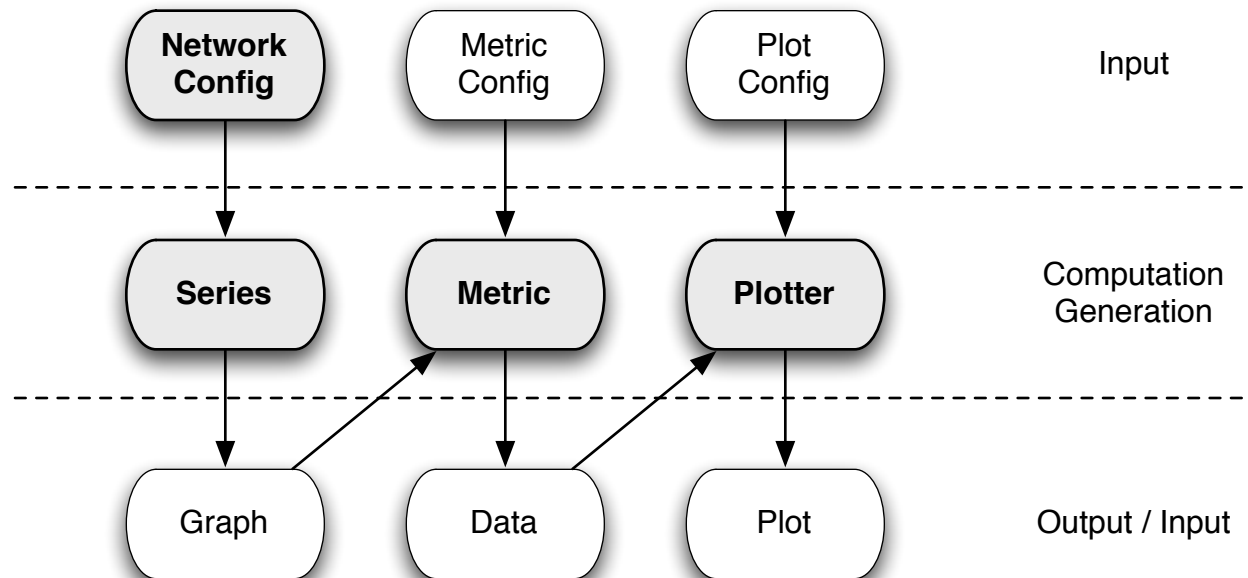 Network
Config
Metric
Config
Plot
Config
Input
Series
Metric
Plotter
Computation
Generation
Graph
Data
Plot
Output / Input